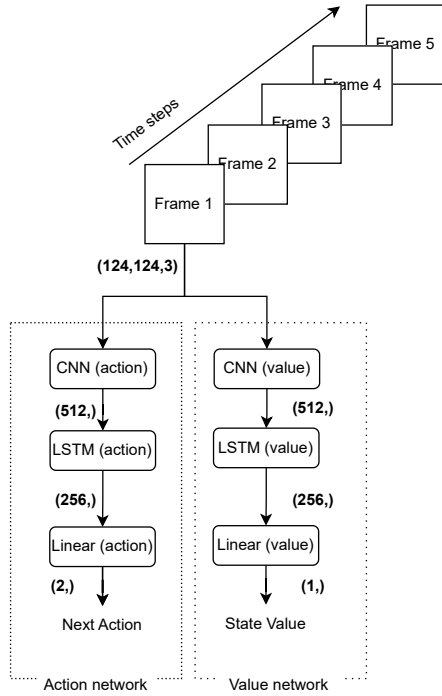 Frame 5
Frame 4
Frame 3
Frame 2
Frame 1
Time steps
(124,124,3)
CNN (action)
CNN (value)
(512,)
(512,)
LSTM (action)
LSTM (value)
(256,)
(256,)
Linear (action)
Linear (value)
(2,)
(1,)
Next Action
State Value
Action network
Value network